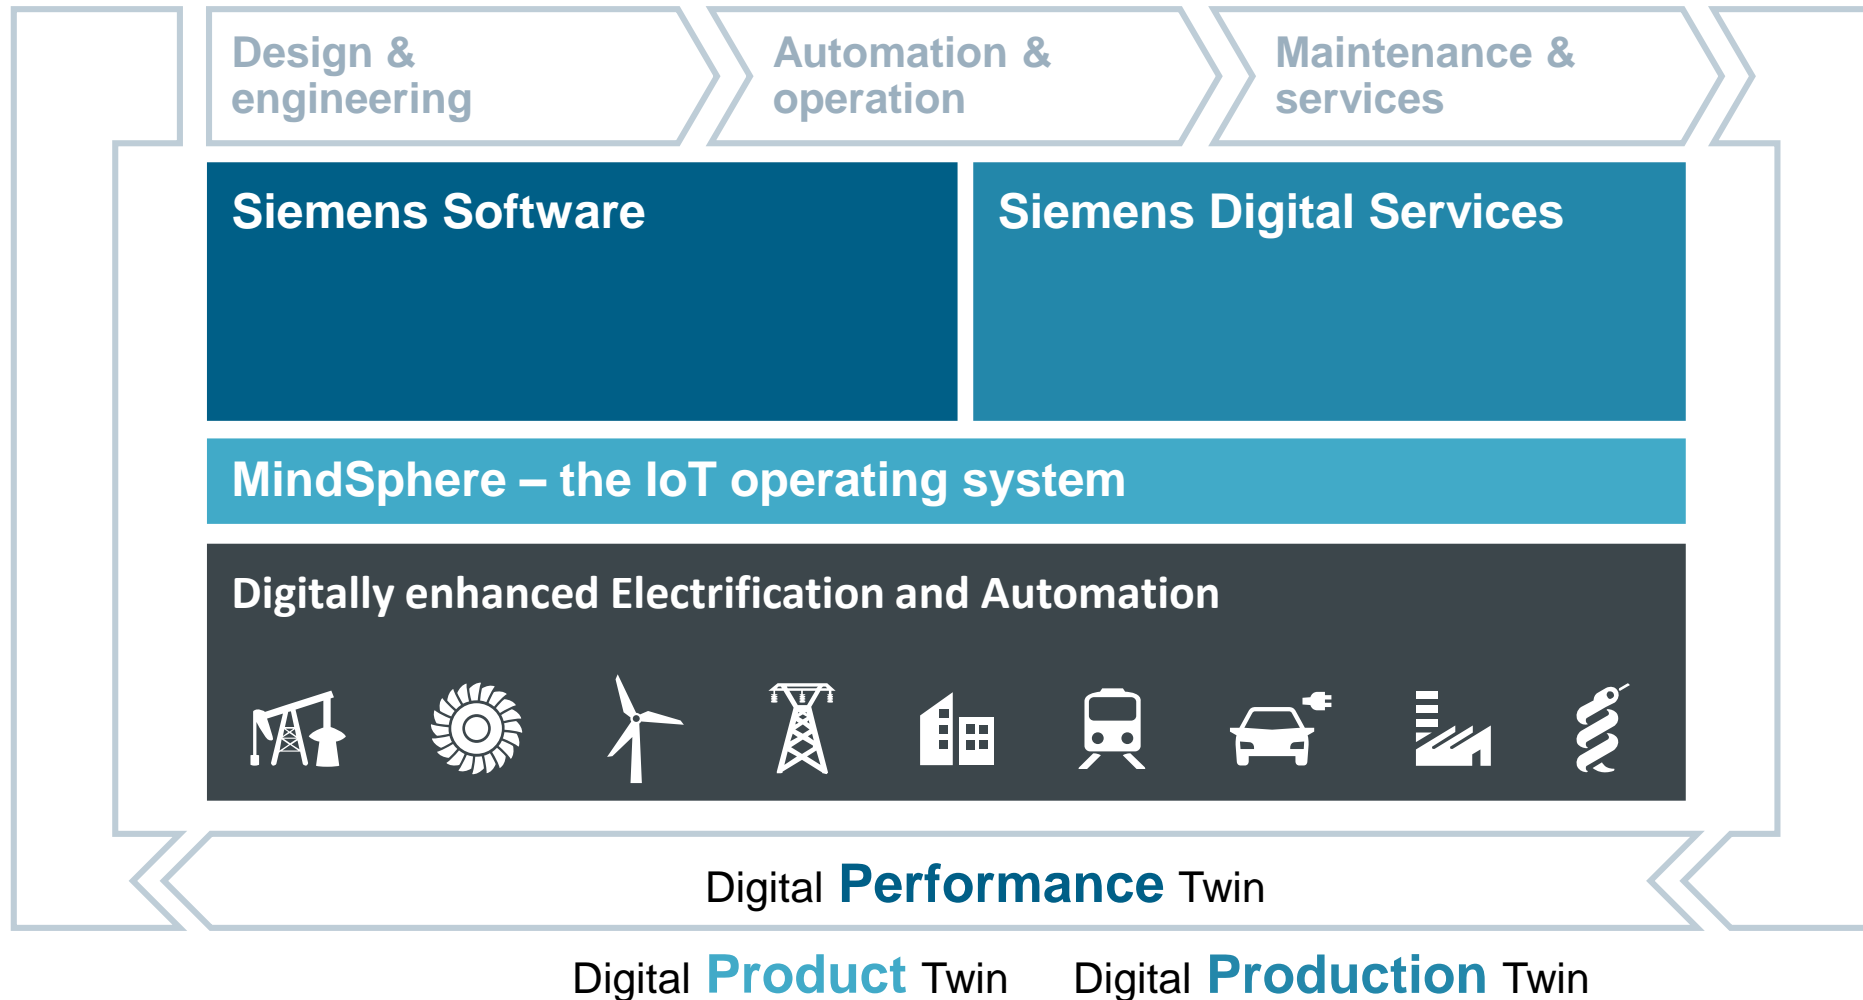 Design &
engineering
Automation &
operation
Maintenance &
services
Siemens Software
Siemens Digital Services
MindSphere – the IoT operating system
Digitally enhanced Electrification and Automation
Digital Performance Twin
Digital Product Twin
Digital Production Twin